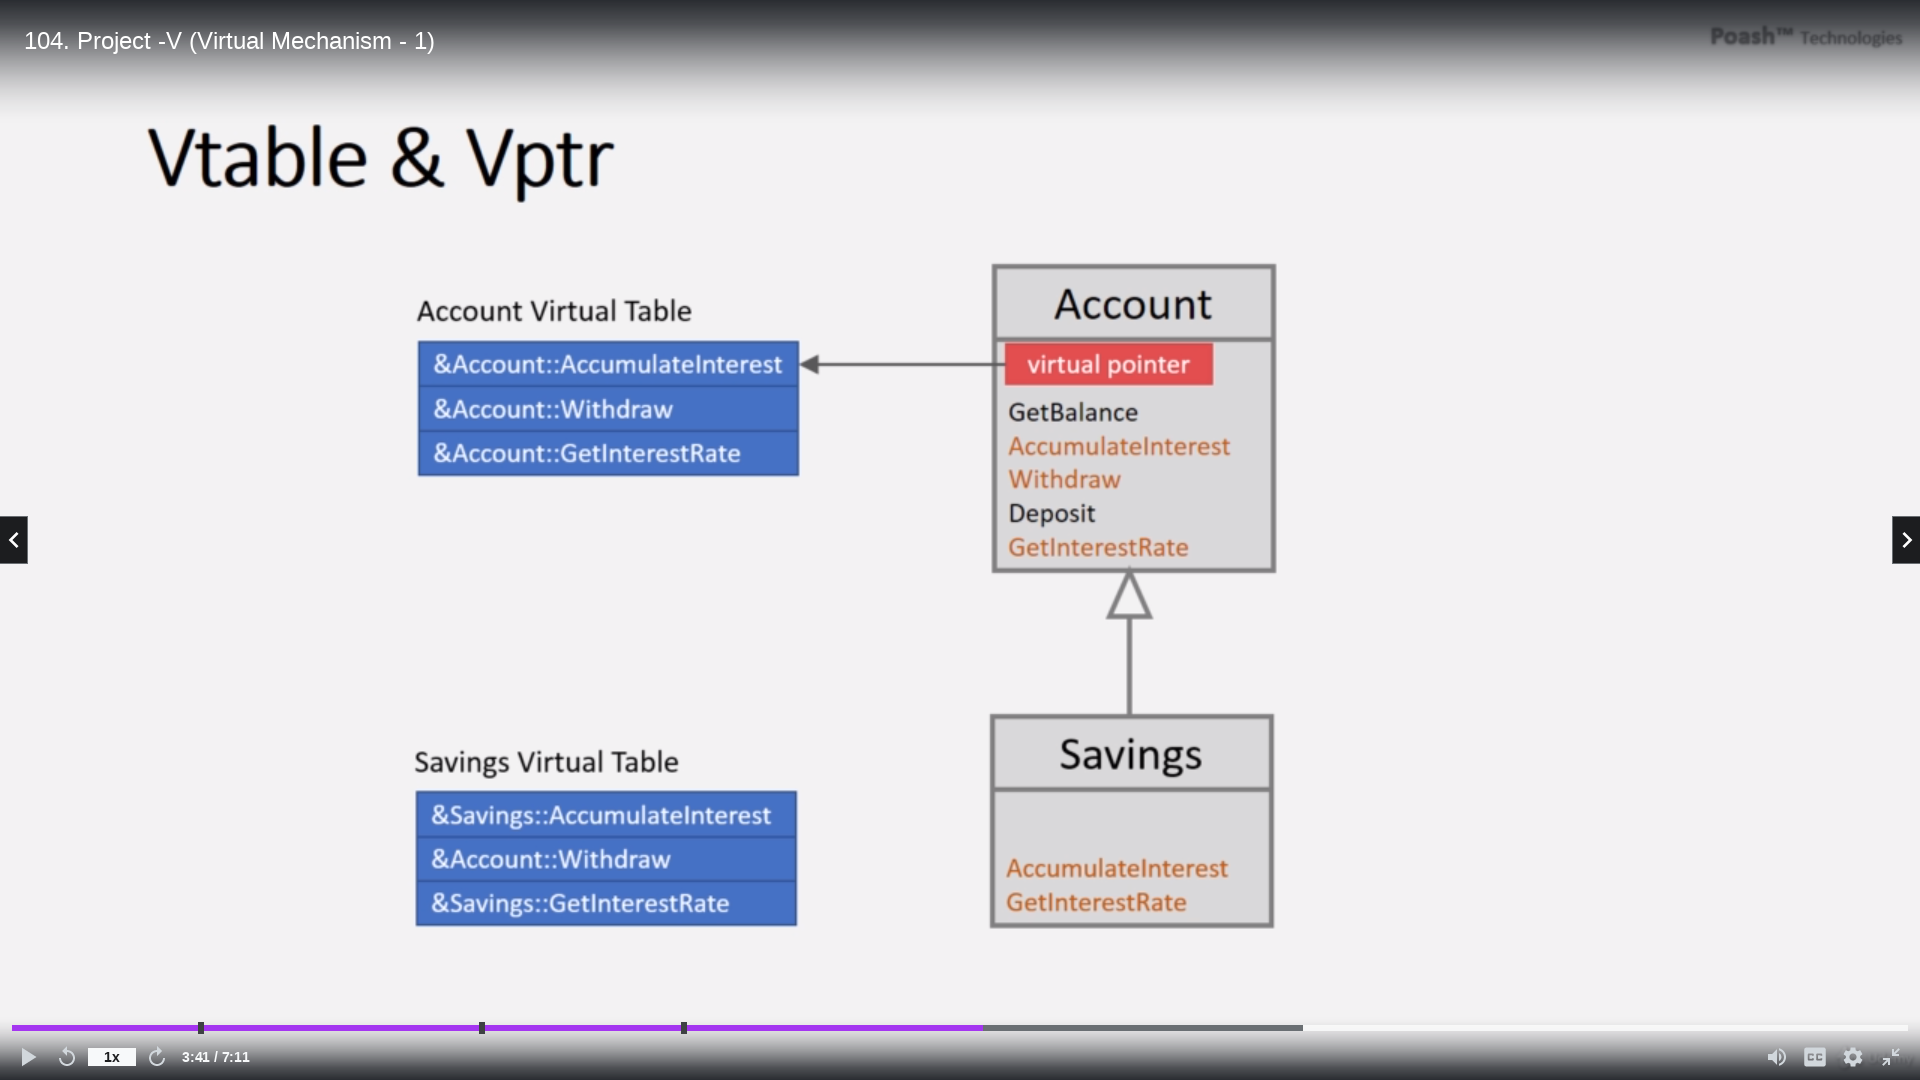 104. Project -V (Virtual Mechanism - 1)
Poash™ Technologies
Vtable & Vptr
Account Virtual Table
&Account::AccumulateInterest
&Account::Withdraw
&Account::GetInterestRate
Account
virtual pointer
GetBalance
AccumulateInterest
Withdraw
Deposit
GetInterestRate
Savings Virtual Table
&Savings::AccumulateInterest
&Account::Withdraw
&Savings::GetInterestRate
Savings
AccumulateInterest
GetInterestRate
1x
3:41 / 7:11
CC